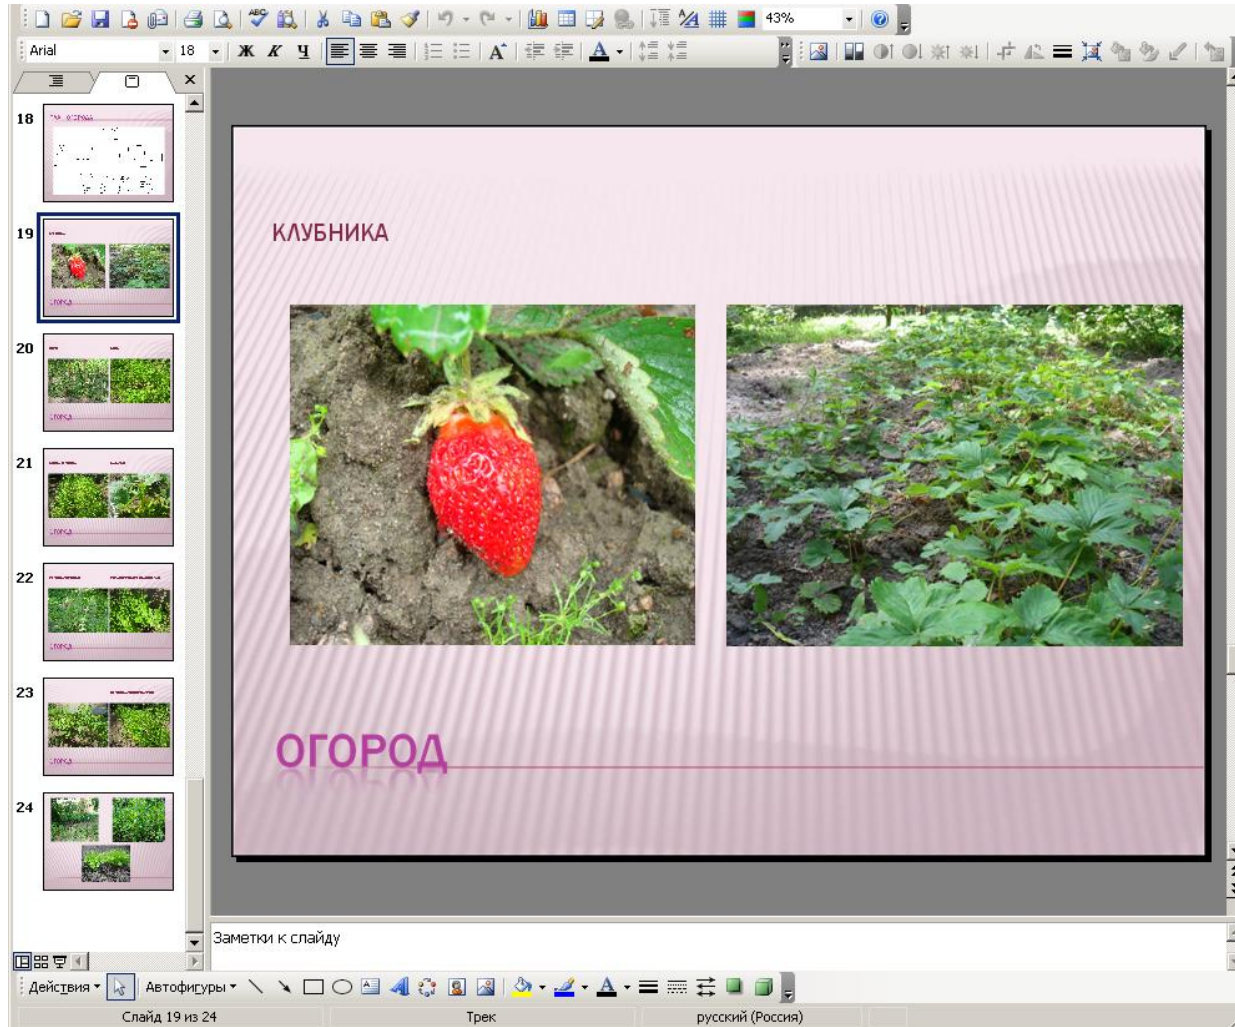 43%
Arial
18
Ж К Ч
18
19
20
21
22
23
24
КЛУБНИКА
ОГОРОД
Заметки к слайду
Действия
Автофигуры
Слайд 19 из 24
Трек
русский (Россия)